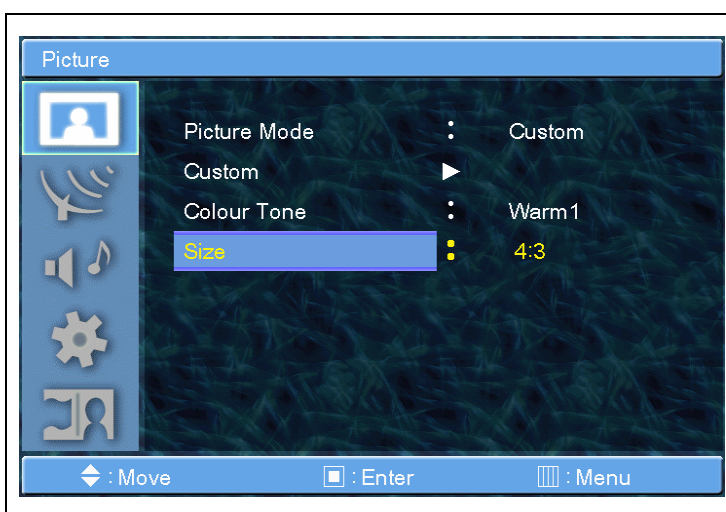 Picture
Picture Mode : Custom
Custom ►
Colour Tone : Warm1
Size : 4:3
: Move : Enter : Menu